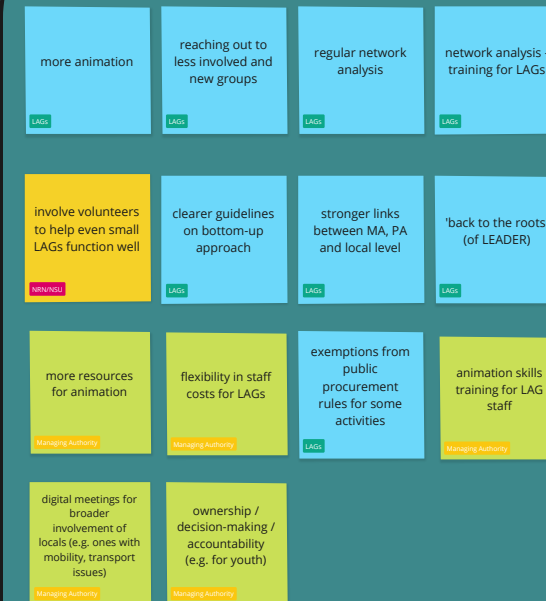 more animation
LAGs
reaching out to
less involved and
new groups
LAGs
regular network
analysis
LAGs
network analysis -
training for LAGs
LAGs
involve volunteers
to help even small
LAGs function well
NRN/NSU
clearer guidelines
on bottom-up
approach
LAGs
stronger links
between MA, PA
and local level
LAGs
'back to the roots
(of LEADER)
LAGs
more resources
for animation
Managing Authority
flexibility in staff
costs for LAGs
Managing Authority
exemptions from
public
procurement
rules for some
activities
LAGs
animation skills
training for LAG
staff
Managing Authority
digital meetings for
broader
involvement of
locals (e.g. ones with
mobility, transport
issues)
Managing Authority
ownership /
decision-making /
accountability
(e.g. for youth)
Managing Authority